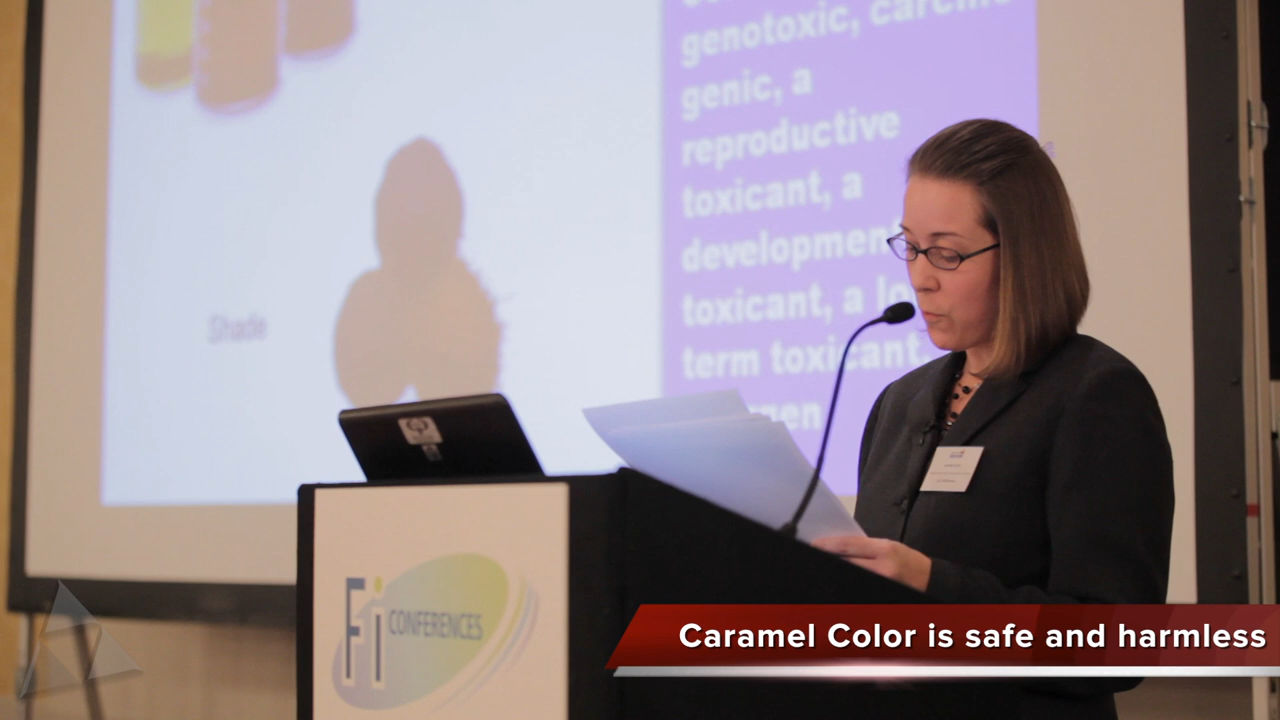 genotoxic, carcino
genic, a
reproductive
toxicant, a
development
toxicant, a lo
term toxicant.
Shade
Fi CONFERENCES
Caramel Color is safe and harmless